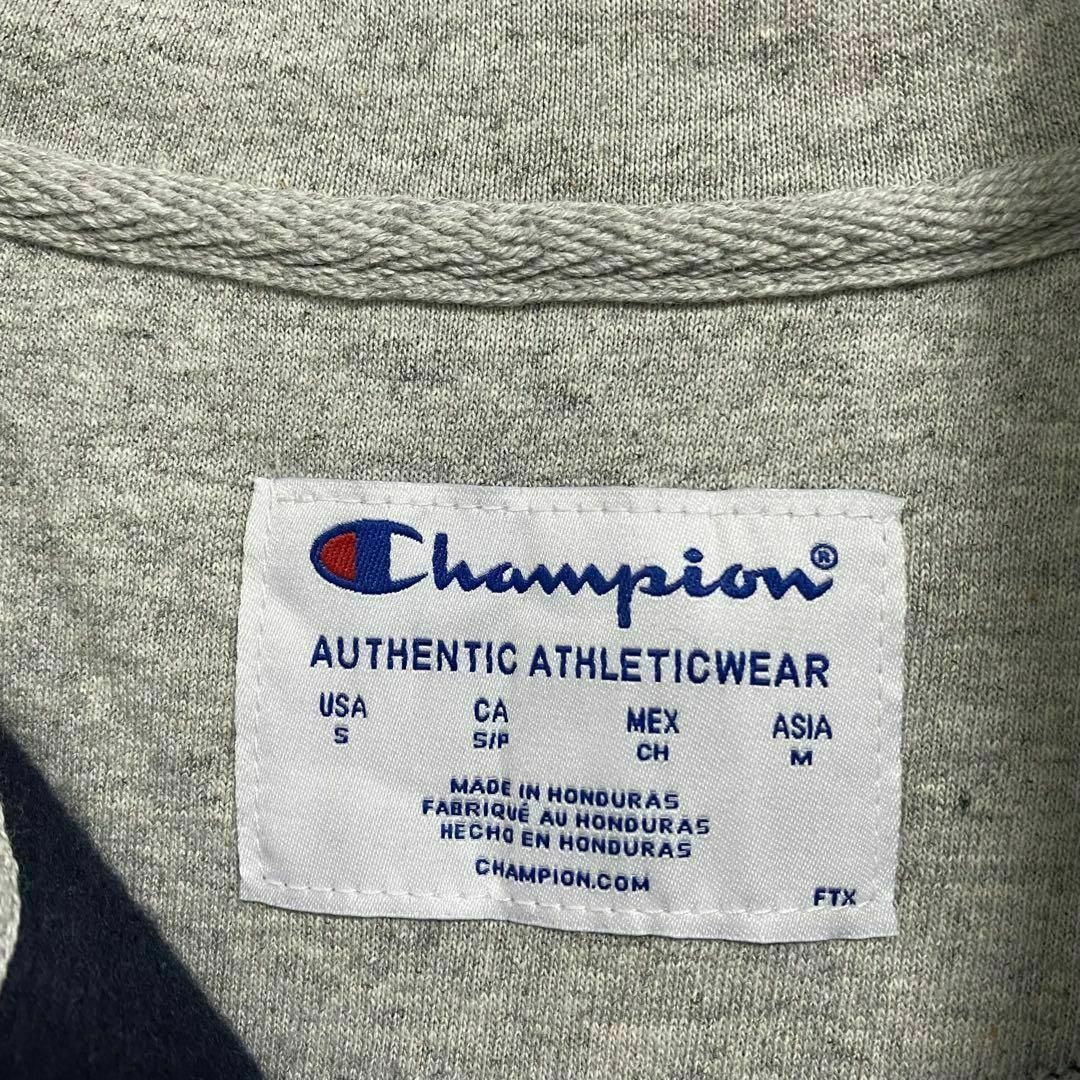 Champion®
AUTHENTIC ATHLETICWEAR
USA CA MEX ASIA
S S/P CH M
MADE IN HONDURAS
FABRIQUÉ AU HONDURAS
HECHO EN HONDURAS
CHAMPION.COM
FTX